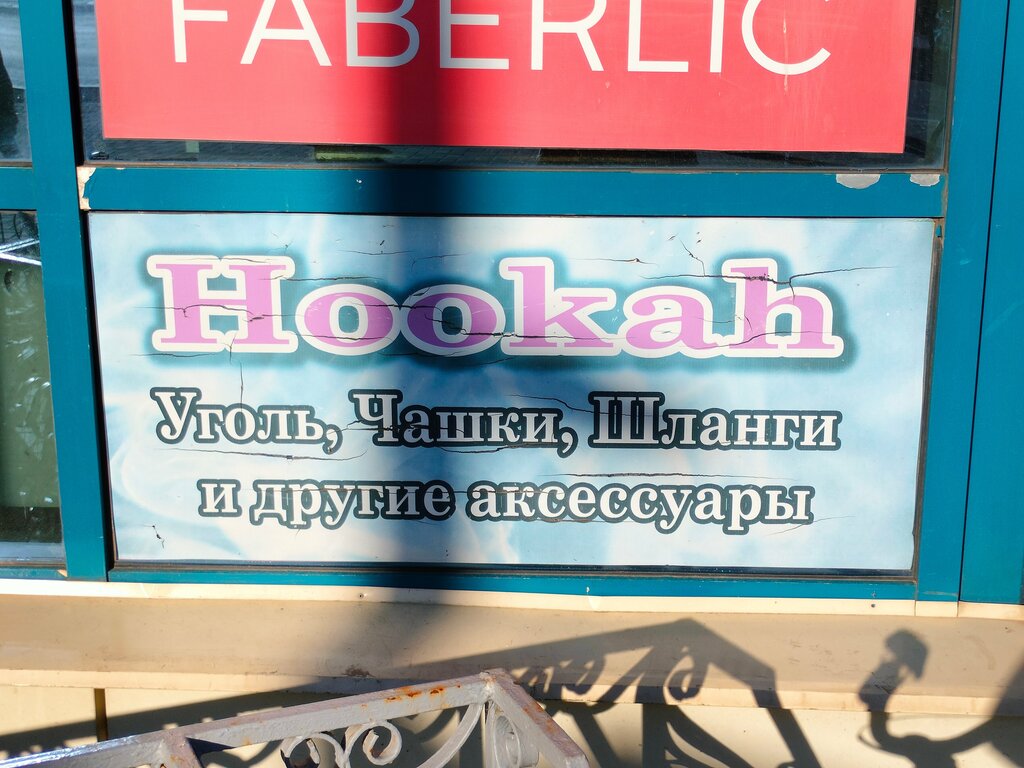 FABERLIC
Hookah
Уголь, Чашки, Шланги
и другие аксессуары